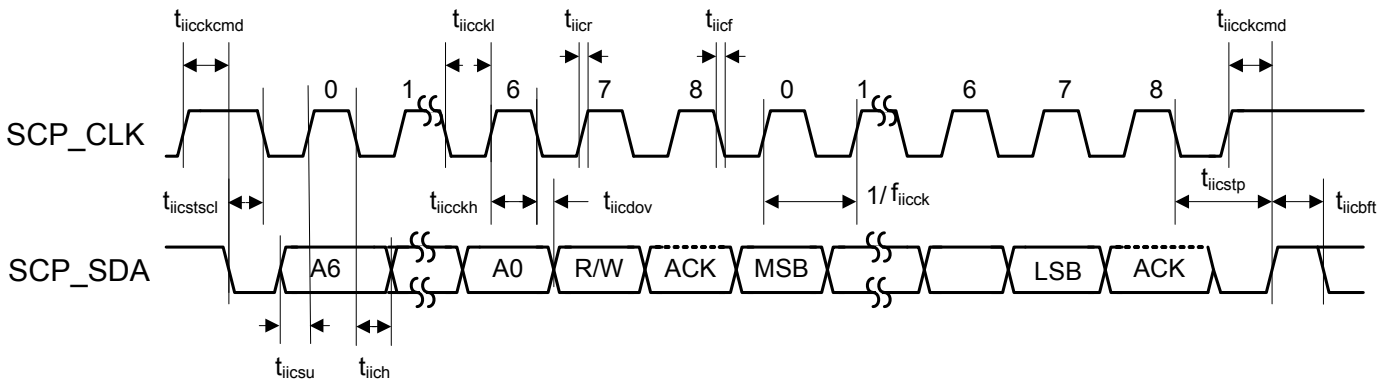 t_iicckcmd t_iicckl t_iicr t_iicf t_iicckcmd
0 1 6 7 8 0 1 6 7 8
SCP_CLK
t_iicstscl t_iicckh t_iicdov 1/f_iicck t_iicstp t_iicbft
SCP_SDA
A6 A0 R/W ACK MSB LSB ACK
t_iicsu t_iich